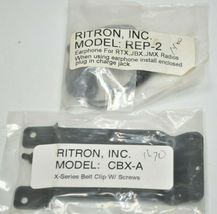 RITRON, INC.
MODEL: REP-2
Earphone For RTX,JBX,JMX Radios
When using earphone install enclosed
plug in charge jack.
RITRON, INC.
MODEL: CBX-A
X-Series Belt Clip W/ Screws